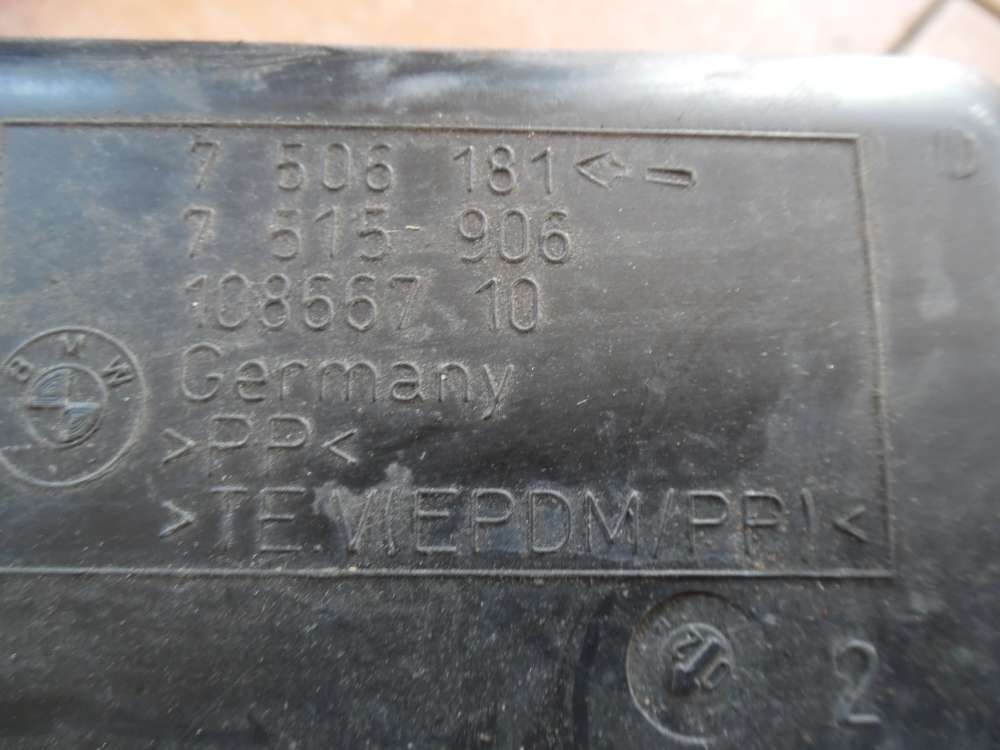 7 506 181
7 515 906
108667 10
BMW
Germany
>PP<
>TE.V(EPDM/PP)<
2